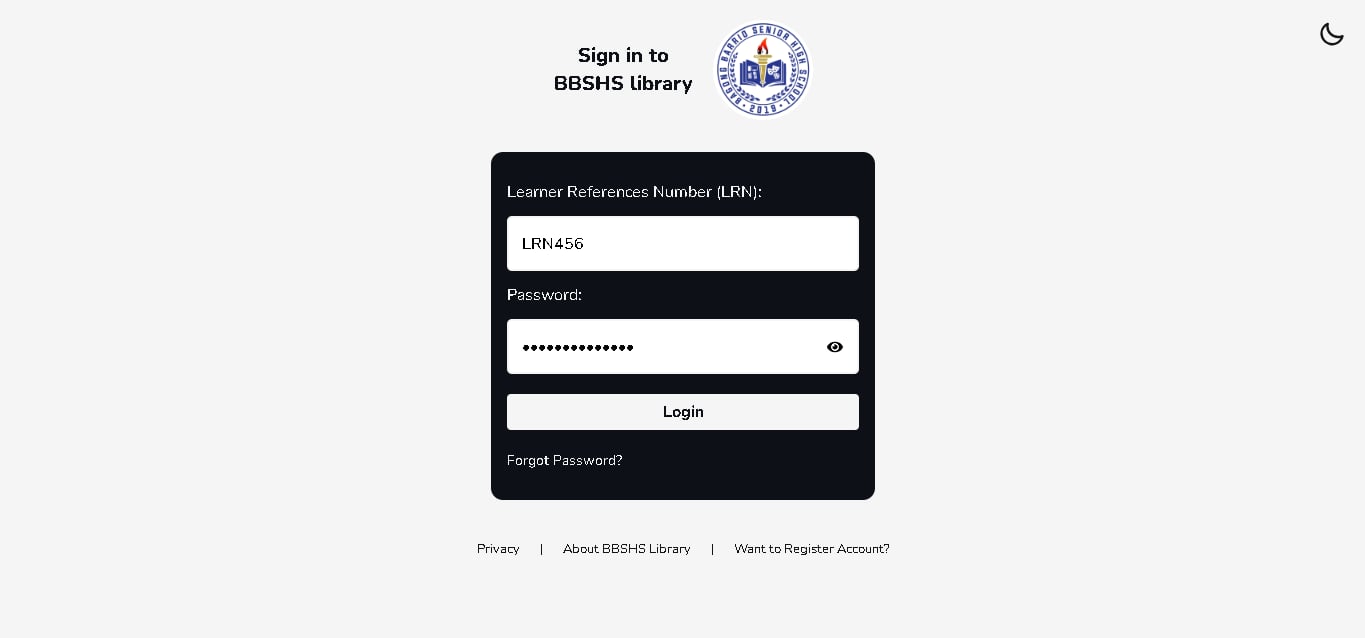 Sign in to
BBSHS library
BAGONG BARRIO SENIOR HIGH SCHOOL
• 2019 •
Learner References Number (LRN):
LRN456
Password:
••••••••••••••
Login
Forgot Password?
Privacy | About BBSHS Library | Want to Register Account?